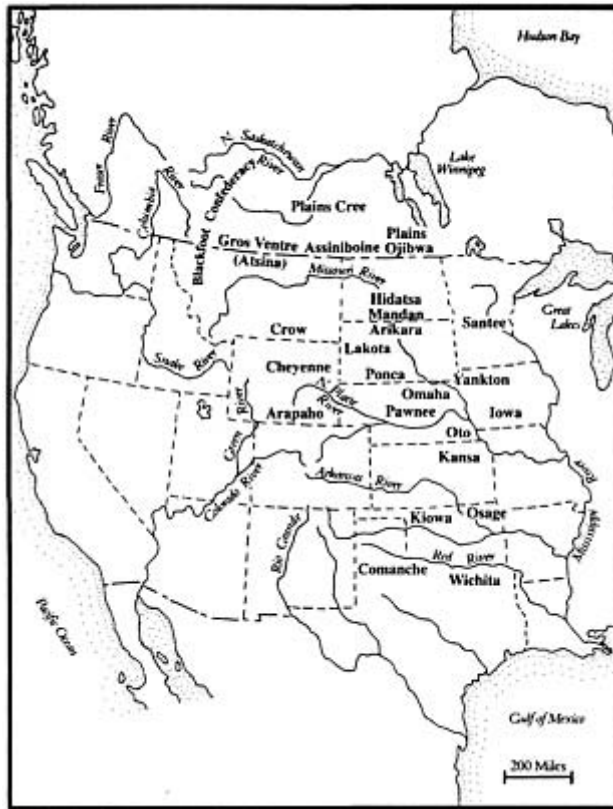 Hudson Bay
Fraser River
Columbia River
N. Saskatchewan River
Lake Winnipeg
Blackfoot Confederacy
Plains Cree
Plains Ojibwa
Gros Ventre (Atsina)
Assiniboine
Missouri River
Hidatsa
Mandan
Arikara
Santee
Great Lakes
Crow
Lakota
Snake River
Cheyenne
Ponca
Yankton
N. Platte River
Omaha
Pawnee
Iowa
Arapaho
Green River
Oto
Kansa
Colorado River
Arkansas River
Mississippi River
Kiowa
Osage
Rio Grande
Red River
Comanche
Wichita
Pacific Ocean
Gulf of Mexico
200 Miles